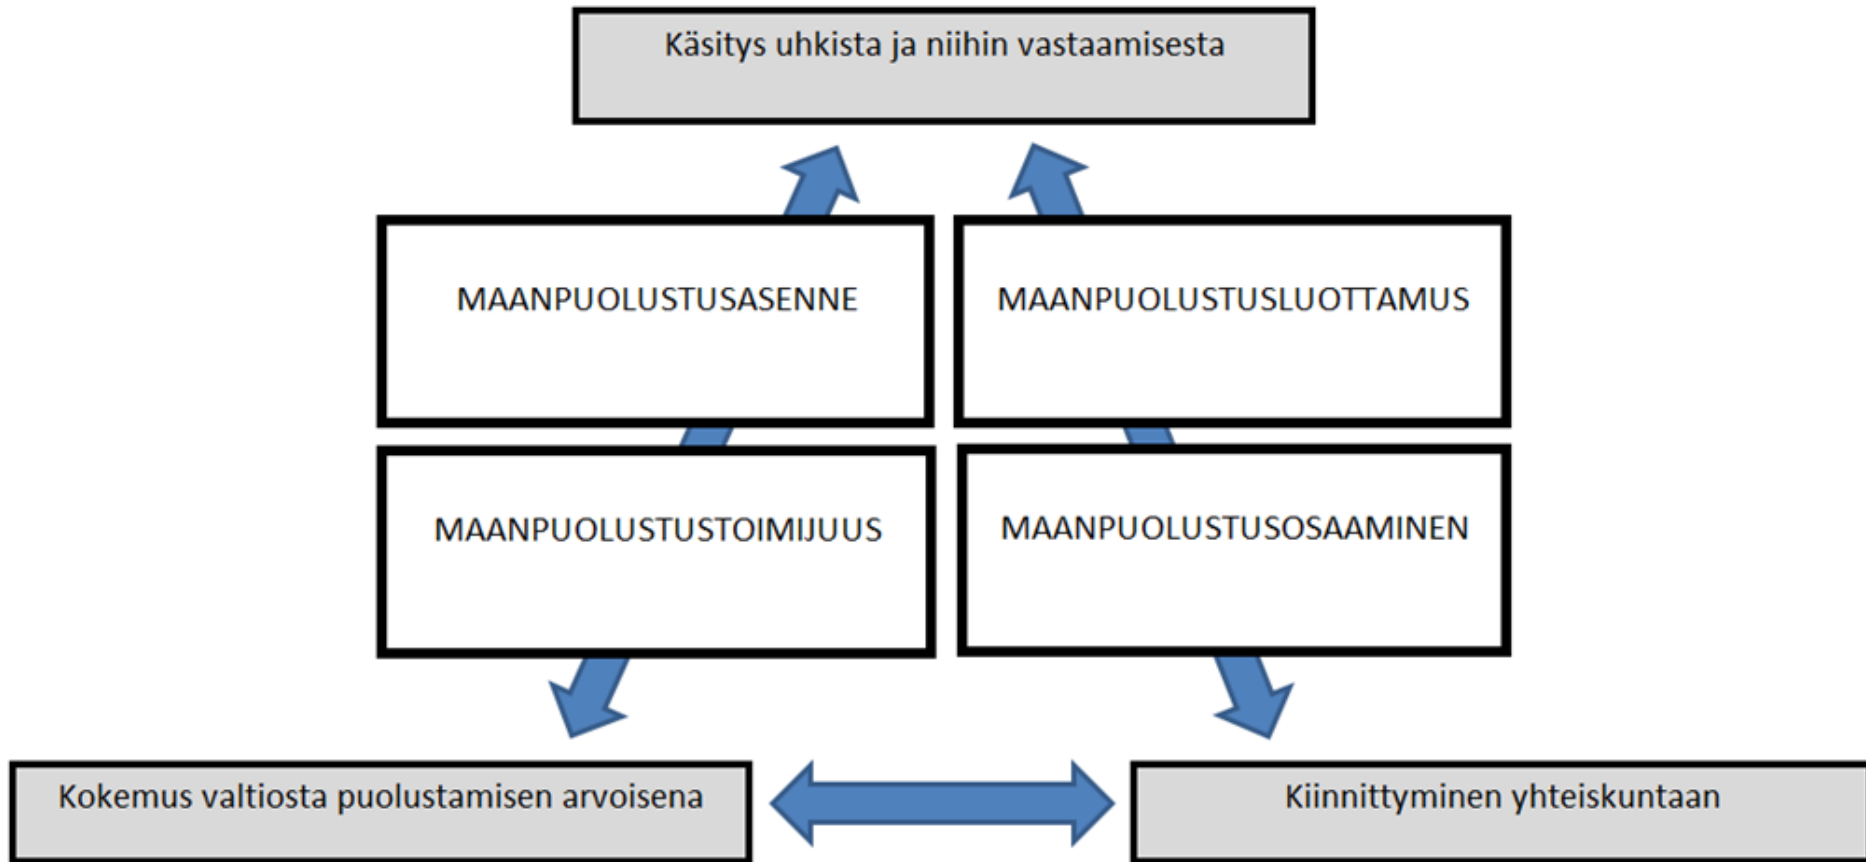 Käsitys uhkista ja niihin vastaamisesta
MAANPUOLUSTUSASENNE
MAANPUOLUSTUSLUOTTAMUS
MAANPUOLUSTUSTOIMIJUUS
MAANPUOLUSTUSOSAAMINEN
Kokemus valtiosta puolustamisen arvoisena
Kiinnittyminen yhteiskuntaan